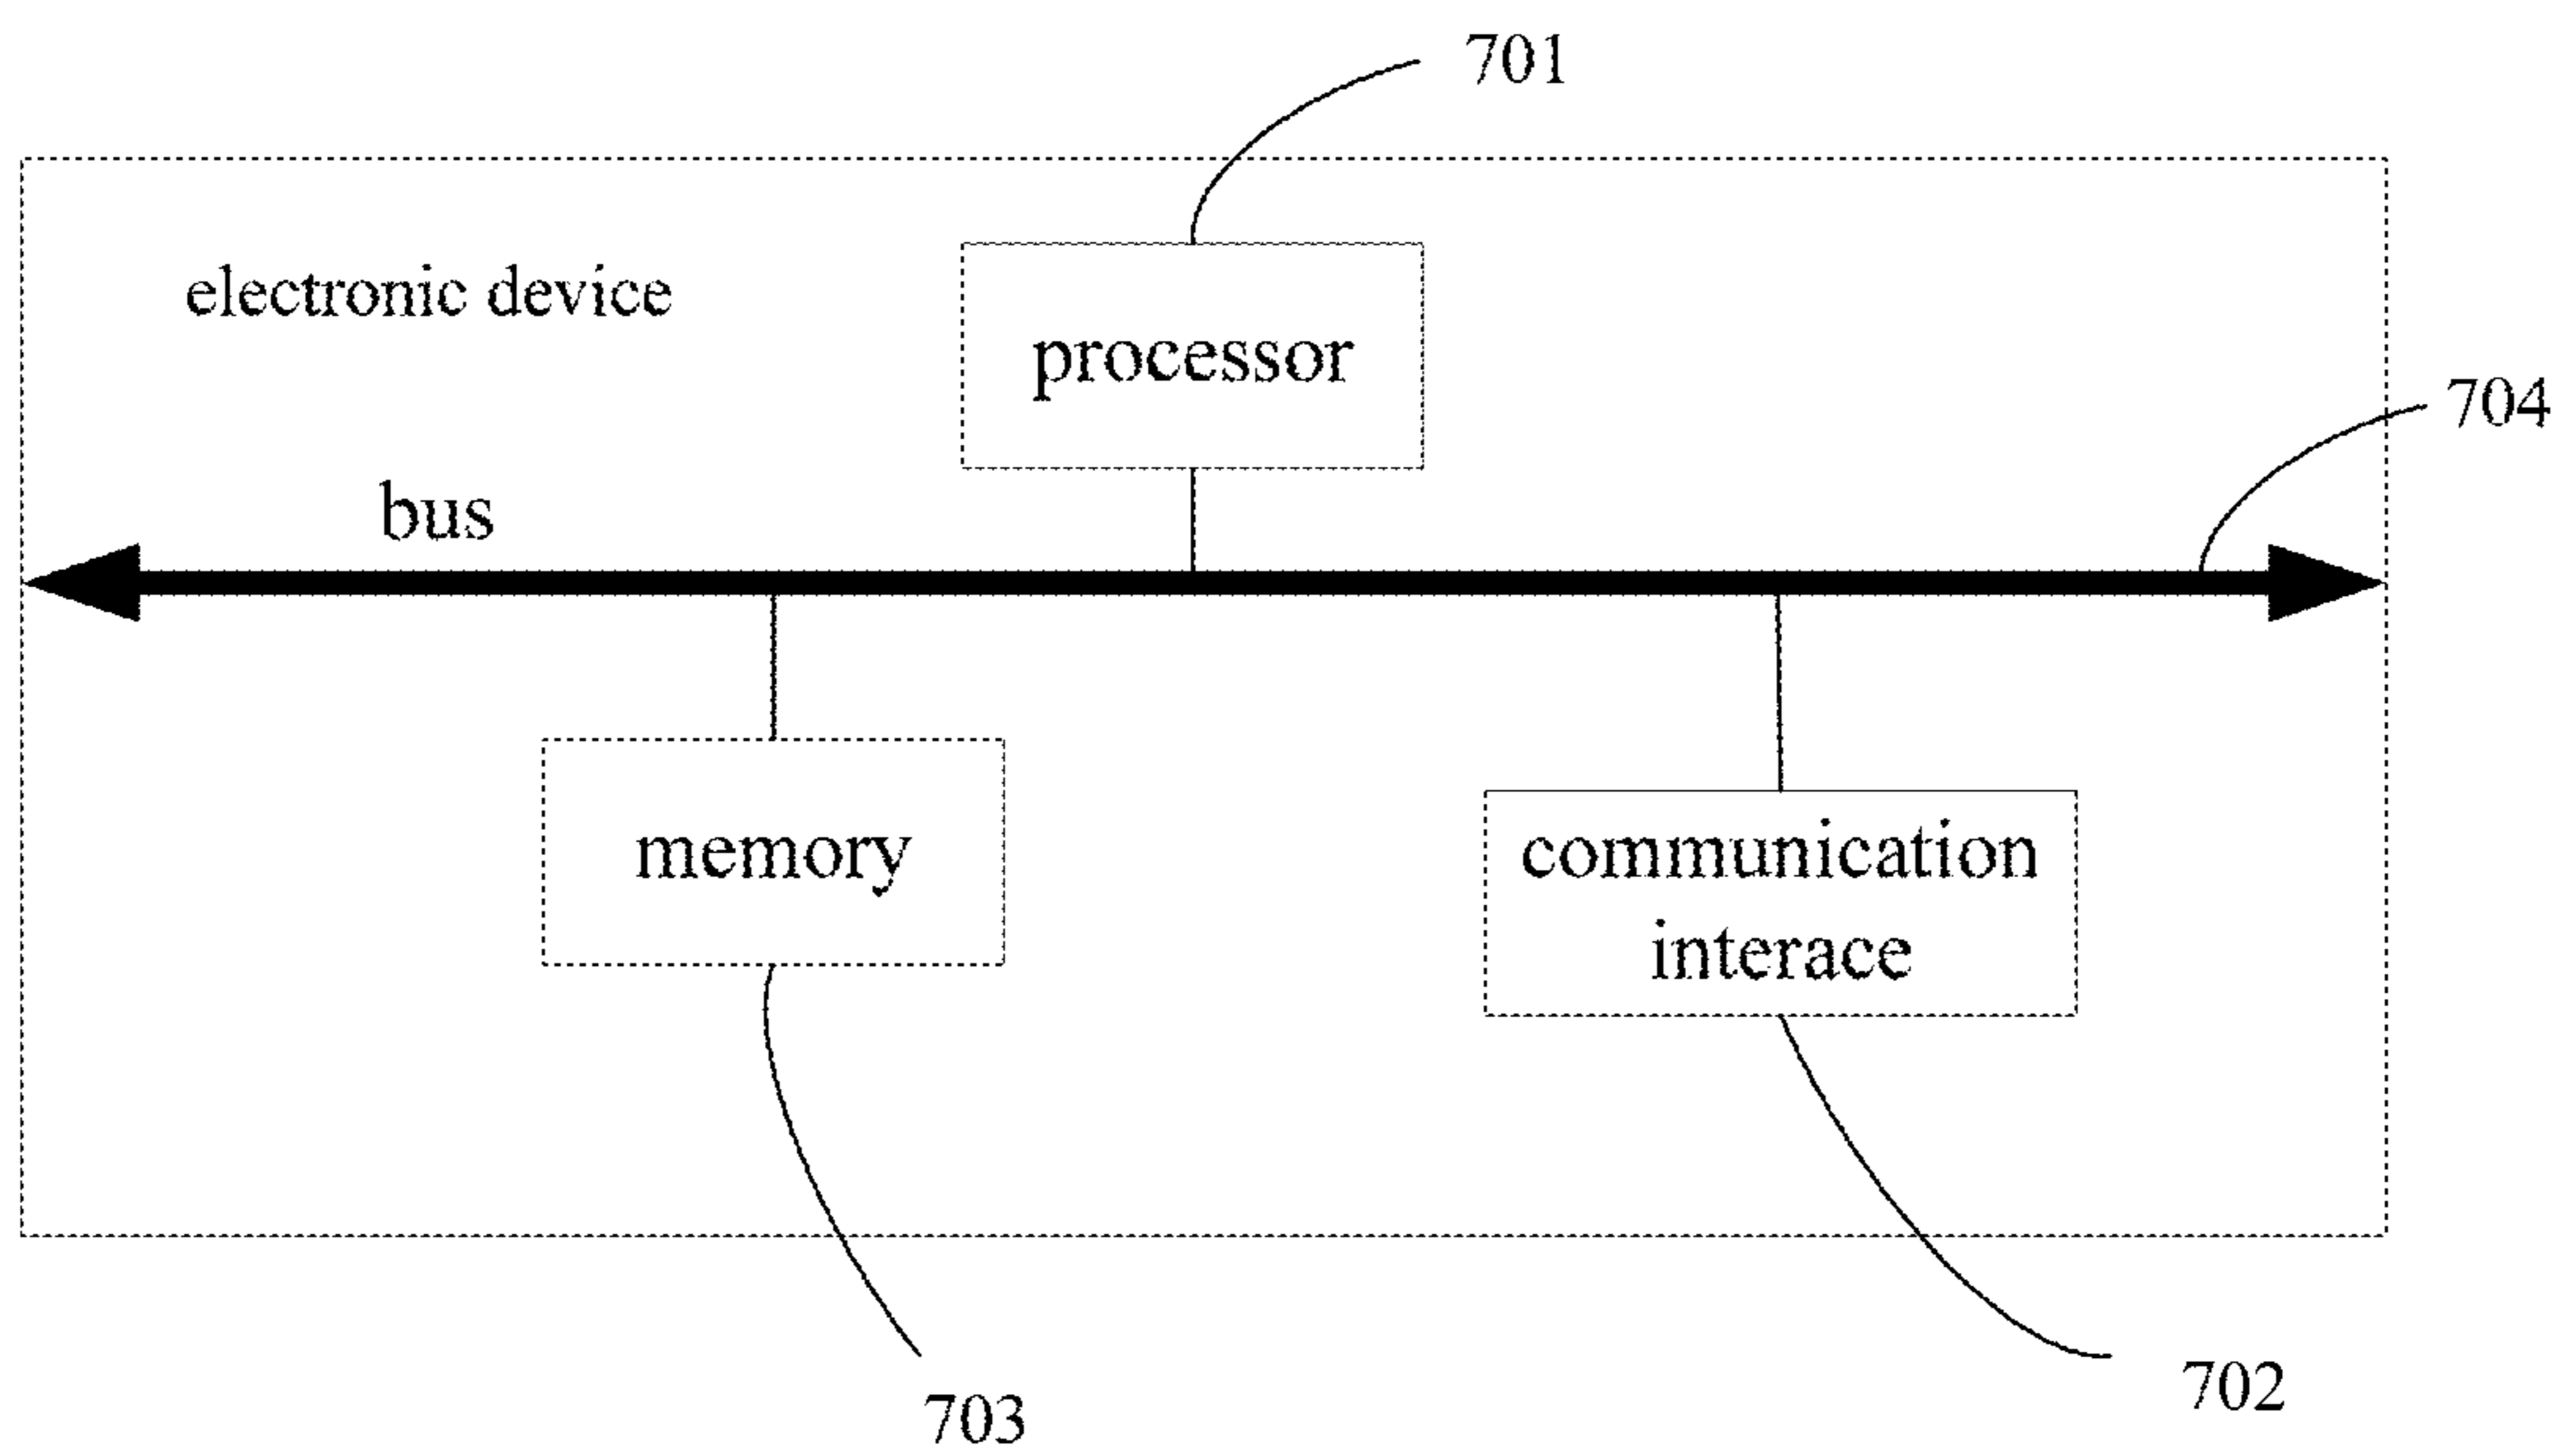 701
electronic device
processor
704
bus
memory
communication
interace
703
702